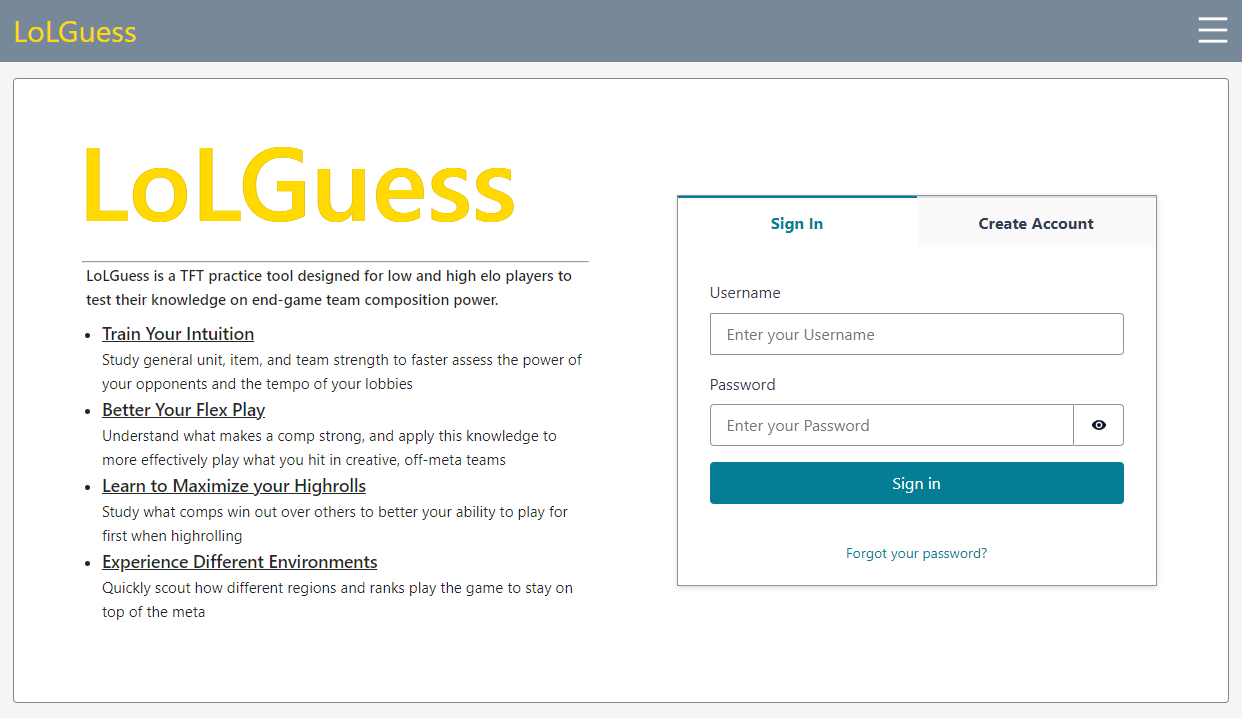 LoLGuess
LoLGuess
LoLGuess is a TFT practice tool designed for low and high elo players to
test their knowledge on end-game team composition power.
Train Your Intuition
Study general unit, item, and team strength to faster assess the power of
your opponents and the tempo of your lobbies
Better Your Flex Play
Understand what makes a comp strong, and apply this knowledge to
more effectively play what you hit in creative, off-meta teams
Learn to Maximize your Highrolls
Study what comps win out over others to better your ability to play for
first when highrolling
Experience Different Environments
Quickly scout how different regions and ranks play the game to stay on
top of the meta
Sign In
Create Account
Username
Enter your Username
Password
Enter your Password
Sign in
Forgot your password?